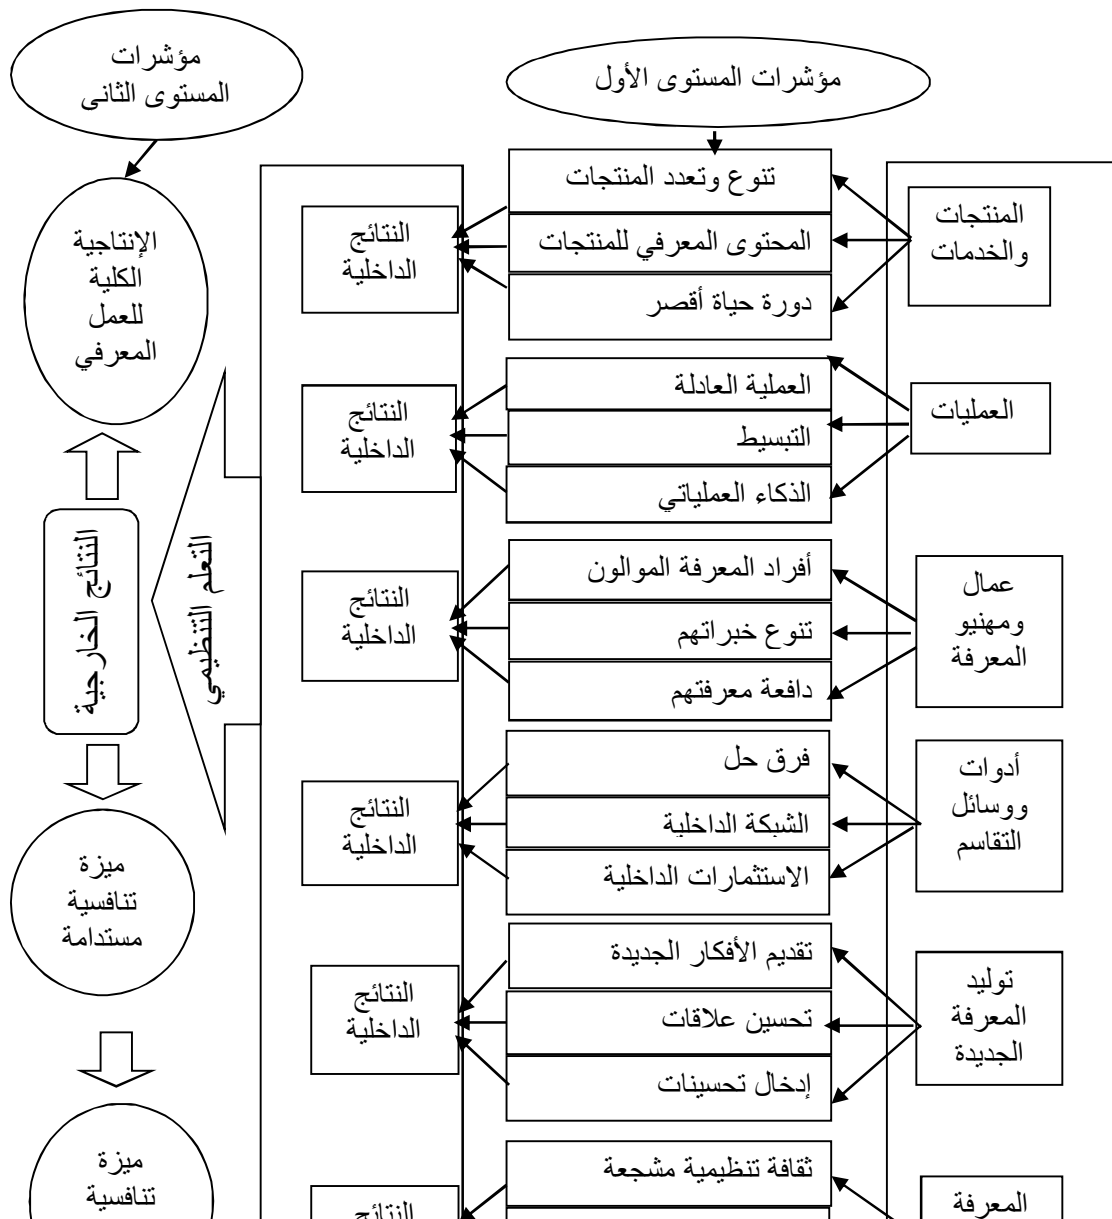 مؤشرات المستوى الأول
مؤشرات
المستوى الثانى
المنتجات
والخدمات
تنوع وتعدد المنتجات
المحتوى المعرفي للمنتجات
دورة حياة أقصر
النتائج
الداخلية
الإنتاجية
الكلية
للعمل
المعرفي
العمليات
العملية العادلة
التبسيط
الذكاء العملياتي
النتائج
الداخلية
عمال
ومهنيو
المعرفة
أفراد المعرفة الموالون
تنوع خبراتهم
دافعة معرفتهم
النتائج
الداخلية
التعلم التنظيمي
النتائج الخارجية
أدوات
ووسائل
التقاسم
فرق حل
الشبكة الداخلية
الاستثمارات الداخلية
النتائج
الداخلية
ميزة
تنافسية
مستدامة
توليد
المعرفة
الجديدة
تقديم الأفكار الجديدة
تحسين علاقات
إدخال تحسينات
النتائج
الداخلية
المعرفة
ثقافة تنظيمية مشجعة
النتائج
ميزة
تنافسية